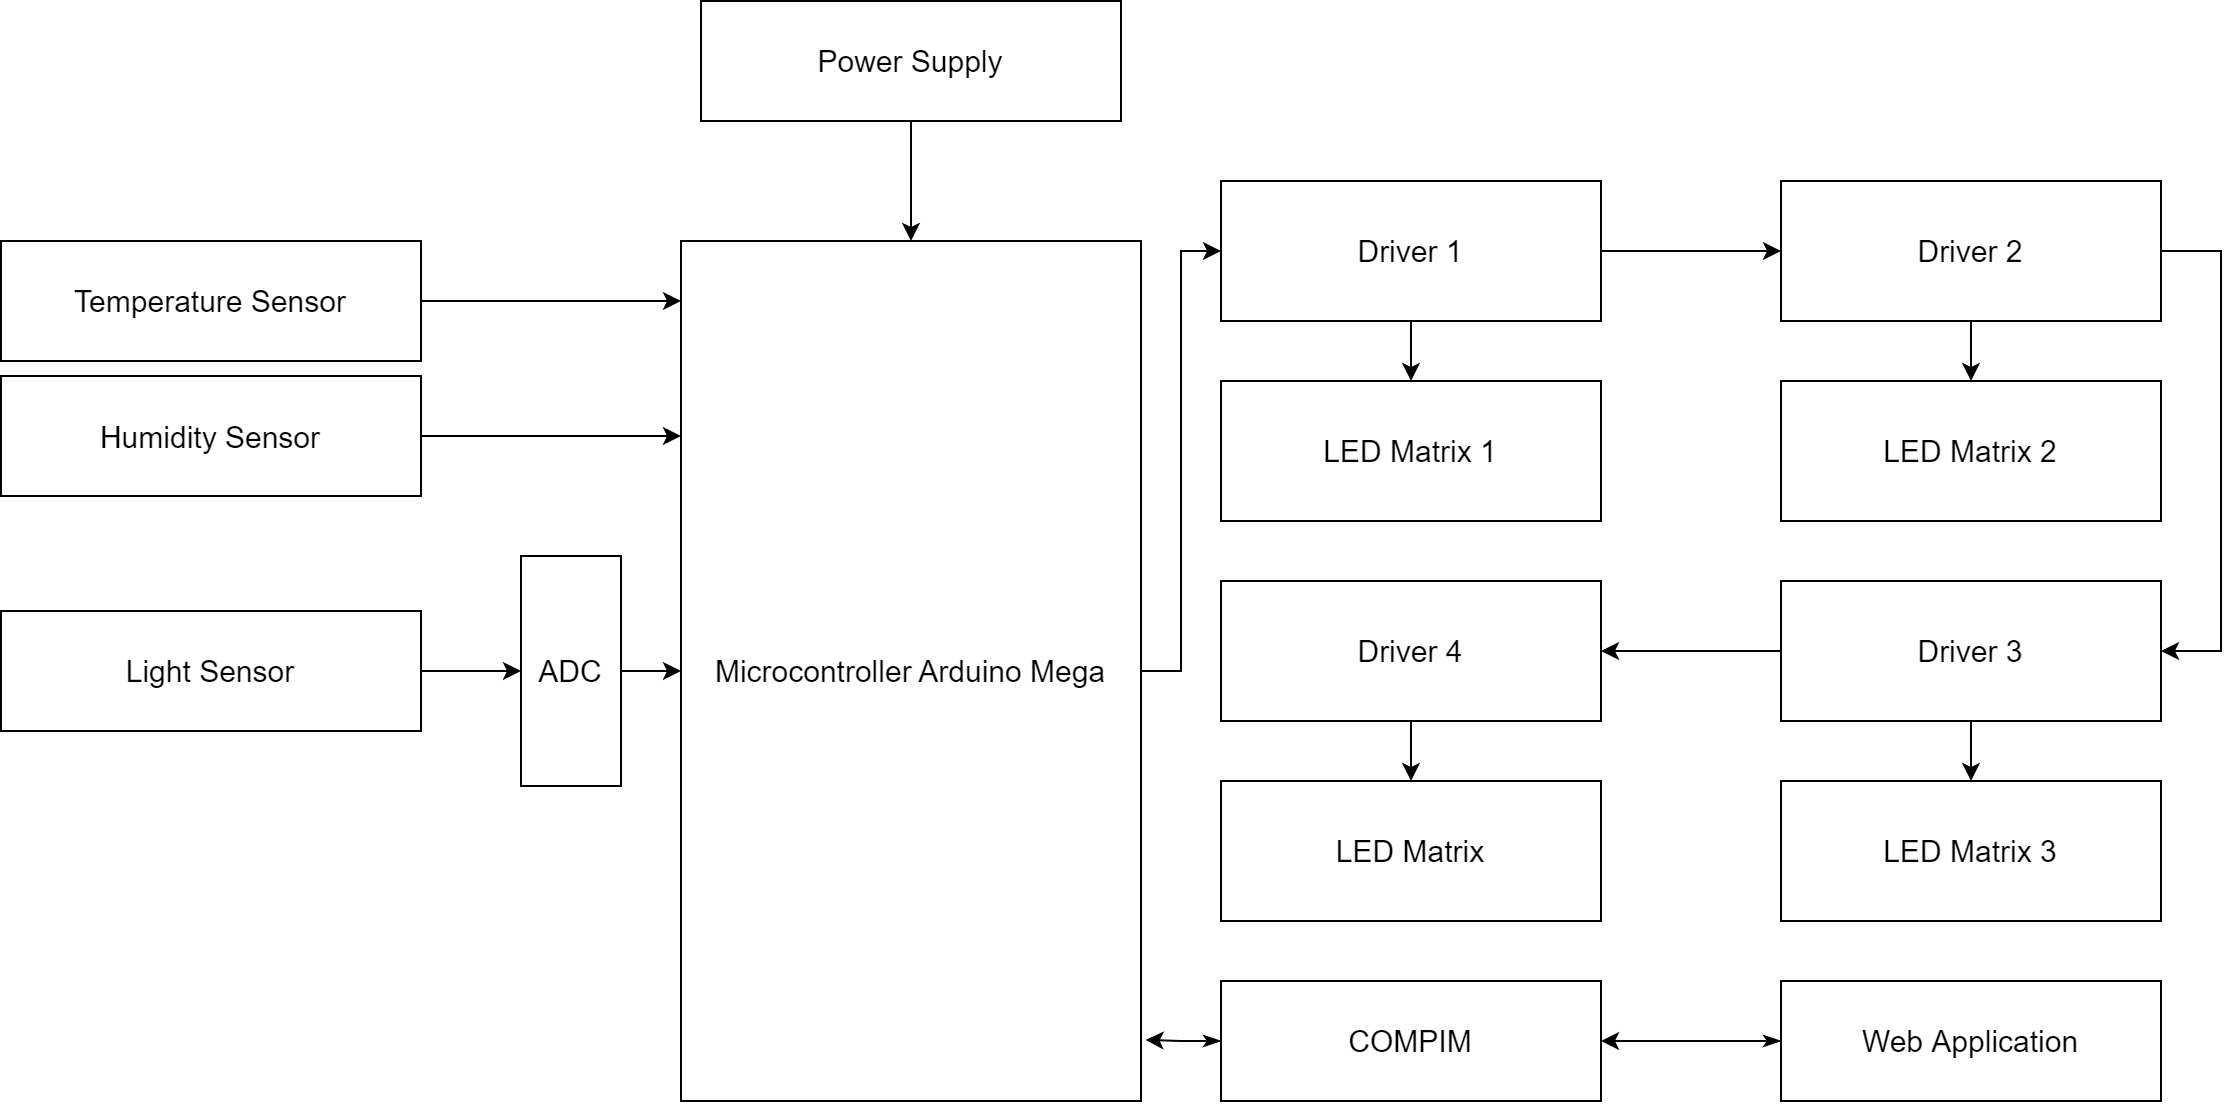 Power Supply
Temperature Sensor
Humidity Sensor
Light Sensor
ADC
Microcontroller Arduino Mega
Driver 1
Driver 2
LED Matrix 1
LED Matrix 2
Driver 4
Driver 3
LED Matrix
LED Matrix 3
COMPIM
Web Application